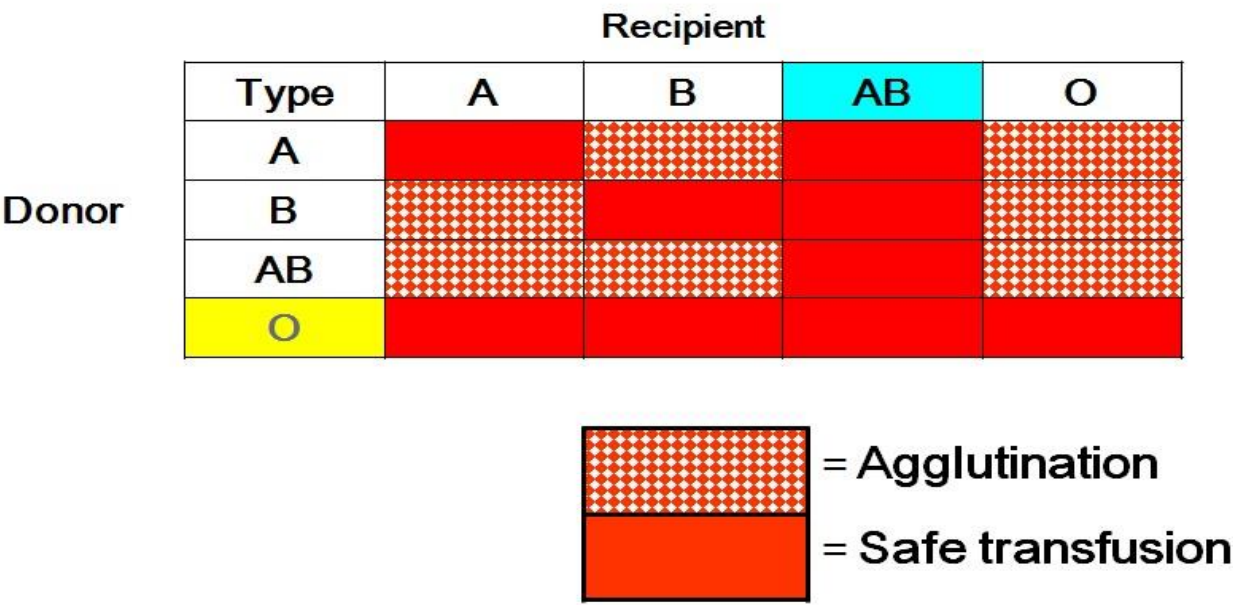 Recipient
Type A B AB O
A
Donor B
AB
O
= Agglutination
= Safe transfusion